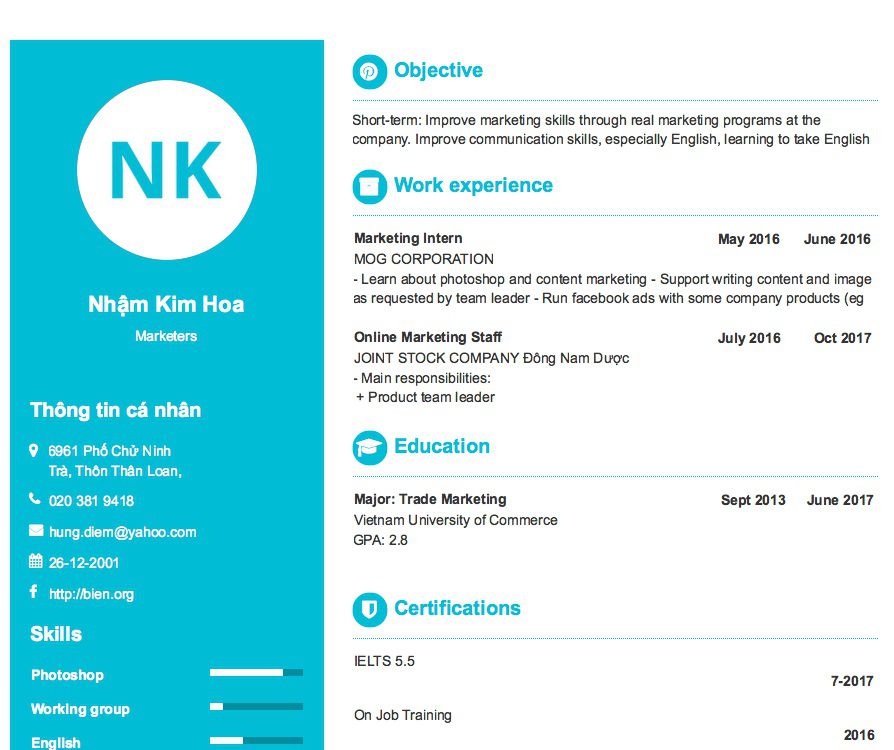 NK
Nhậm Kim Hoa
Marketers
Thông tin cá nhân
6961 Phố Chử Ninh
Trà, Thôn Thân Loan,
020 381 9418
hung.diem@yahoo.com
26-12-2001
http://bien.org
Skills
Photoshop
Working group
English
Objective
Short-term: Improve marketing skills through real marketing programs at the
company. Improve communication skills, especially English, learning to take English
Work experience
Marketing Intern May 2016 June 2016
MOG CORPORATION
- Learn about photoshop and content marketing - Support writing content and image
as requested by team leader - Run facebook ads with some company products (eg
Online Marketing Staff July 2016 Oct 2017
JOINT STOCK COMPANY Đông Nam Dược
- Main responsibilities:
+ Product team leader
Education
Major: Trade Marketing Sept 2013 June 2017
Vietnam University of Commerce
GPA: 2.8
Certifications
IELTS 5.5
7-2017
On Job Training
2016